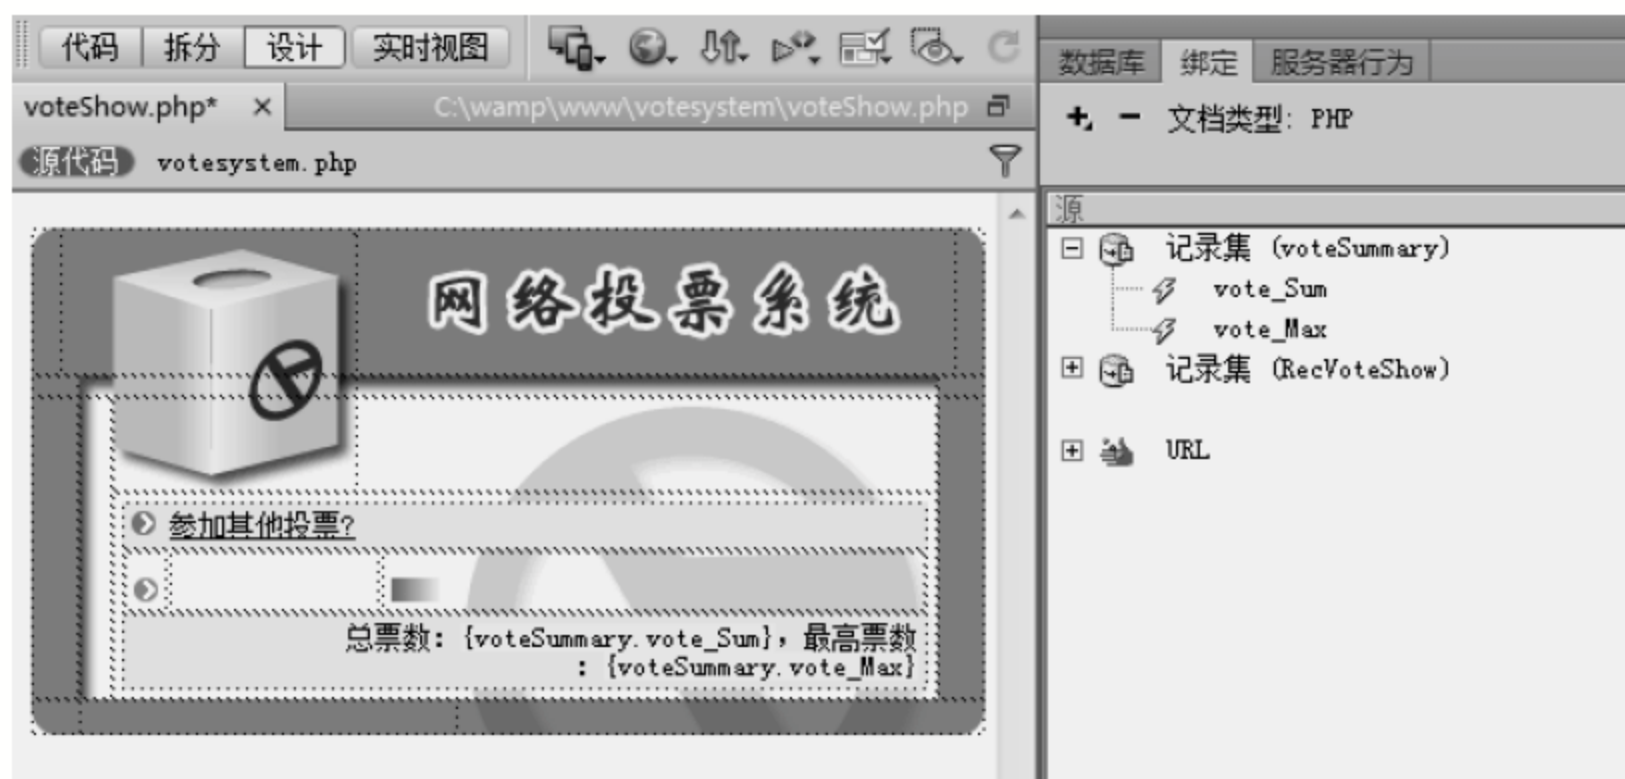 代码 拆分 设计 实时视图
voteShow.php* × C:\wamp\www\votesystem\voteShow.php
源代码 votesystem.php
网络投票系统
参加其他投票?
总票数：{voteSummary.vote_Sum}，最高票数
：{voteSummary.vote_Max}
数据库 绑定 服务器行为
文档类型：PHP
源
记录集 (voteSummary)
vote_Sum
vote_Max
记录集 (RecVoteShow)
URL